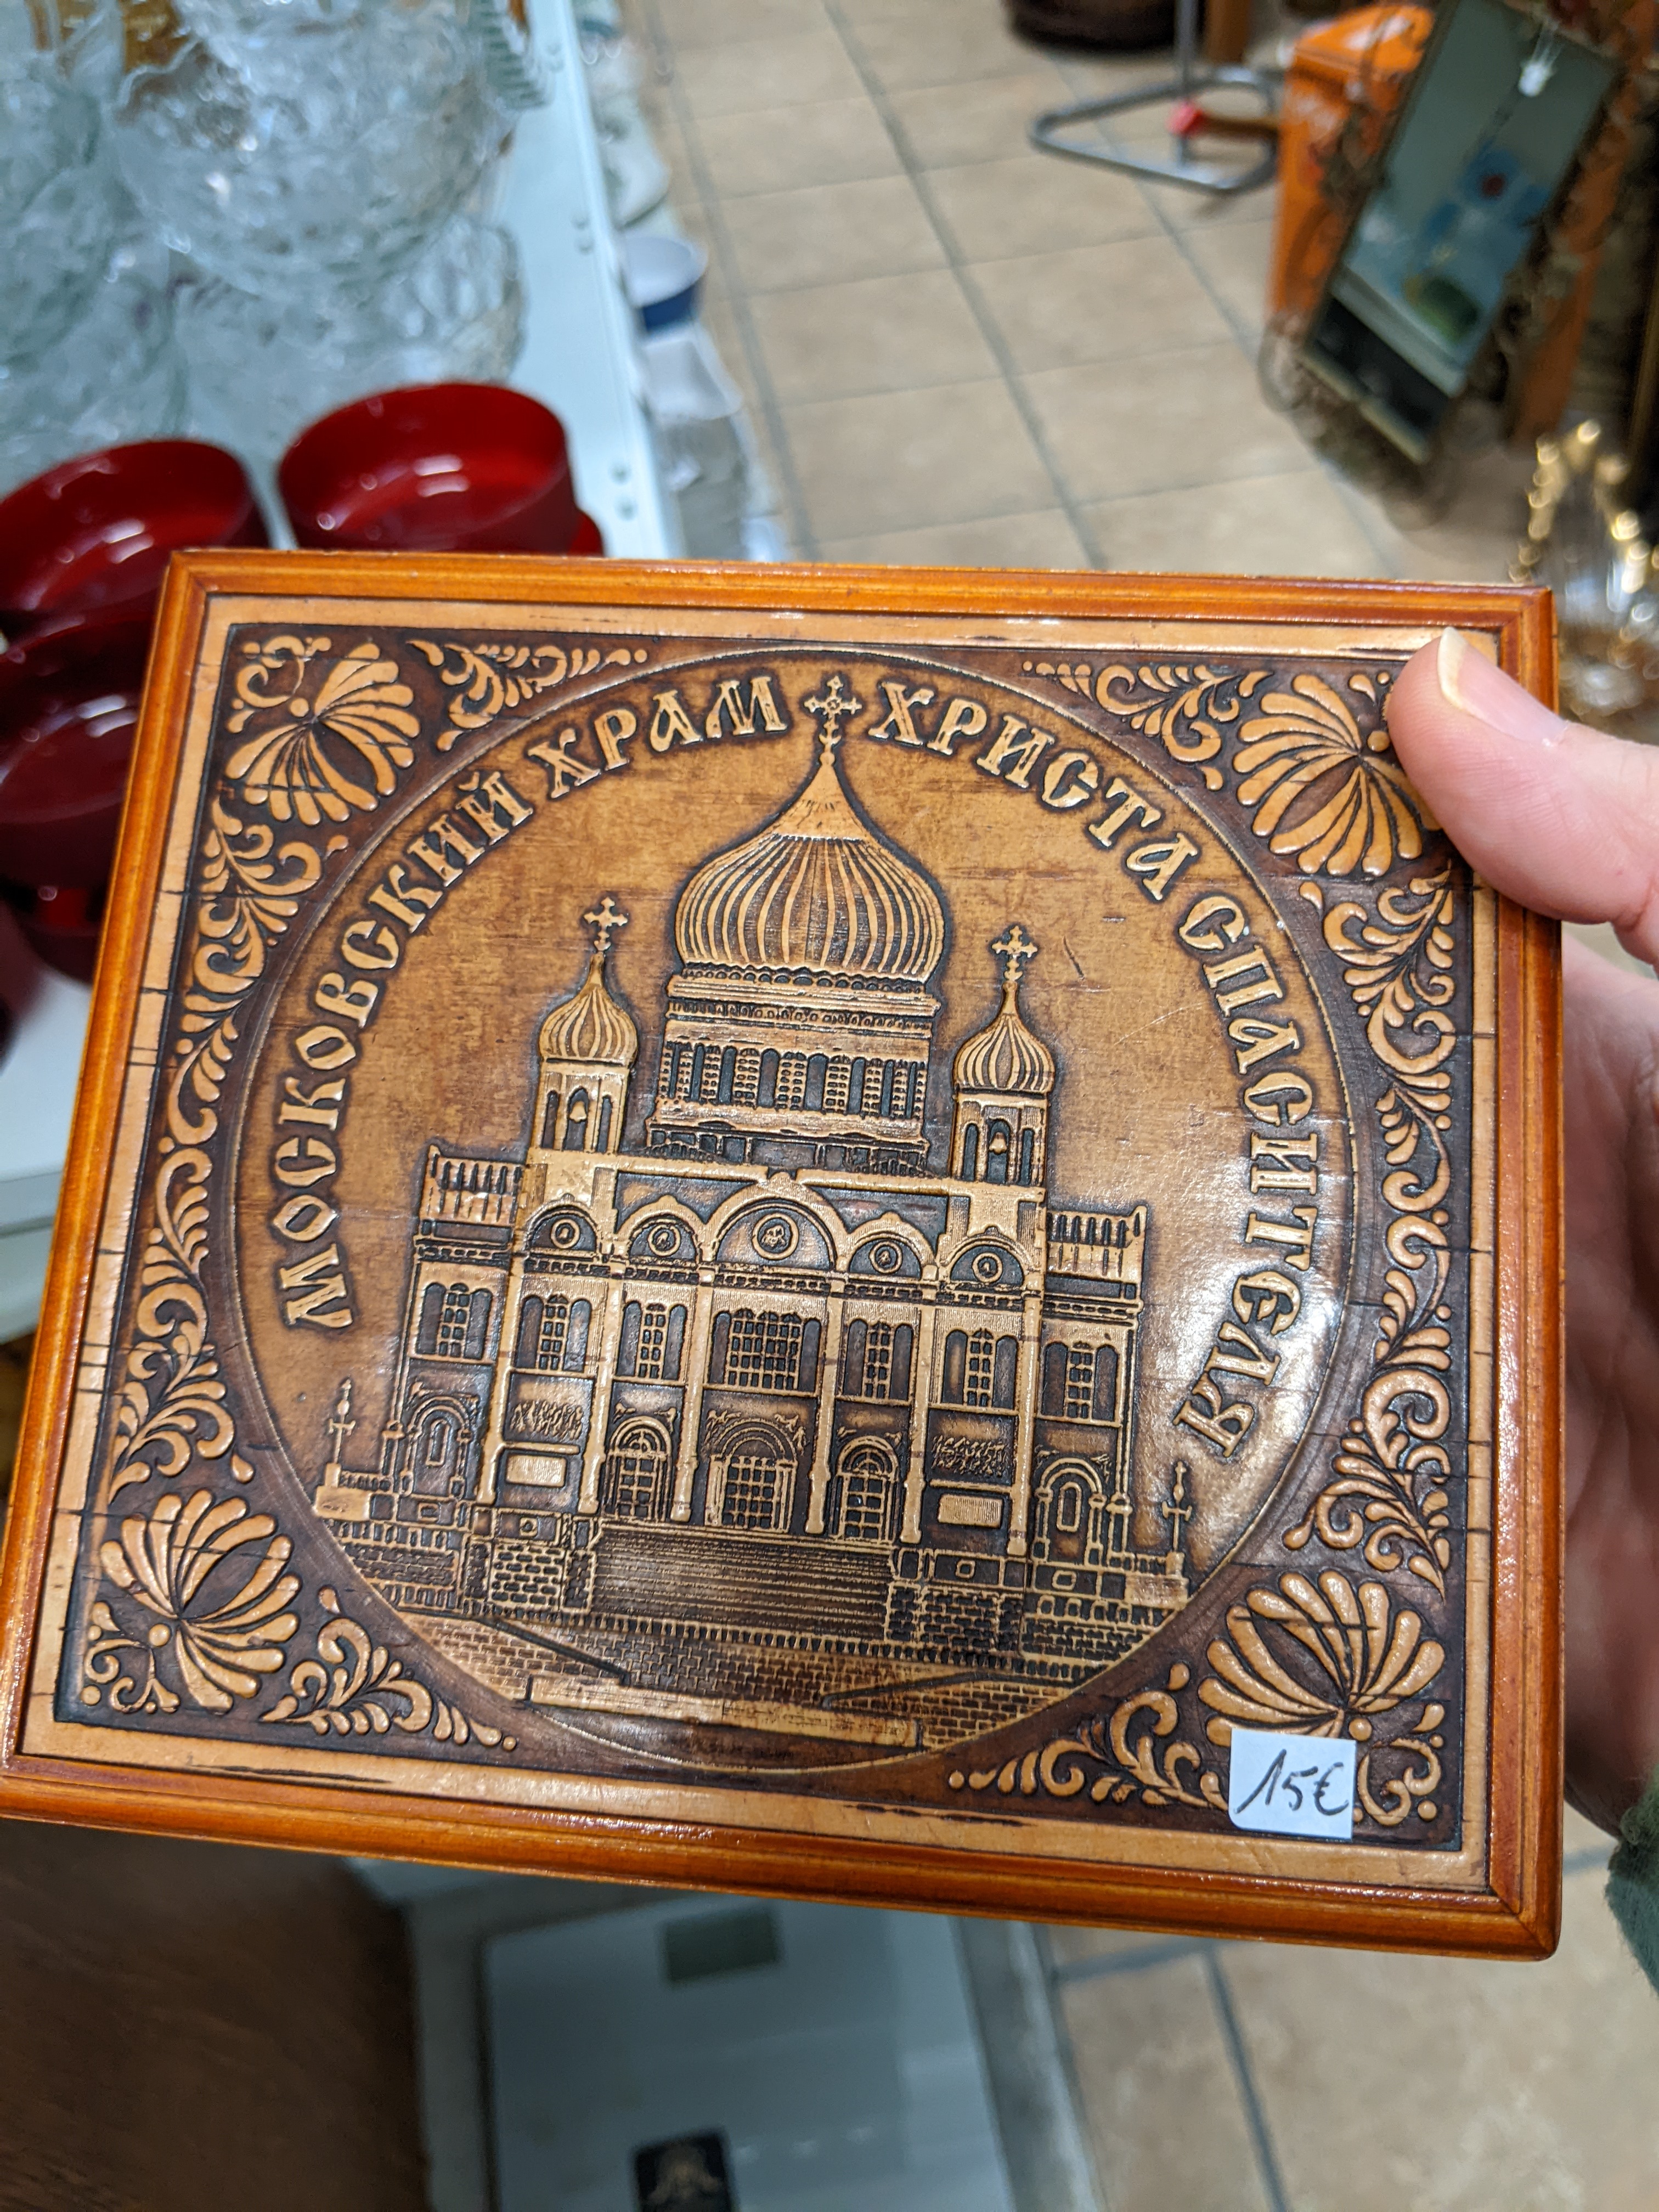 МОСКОВСКИЙ ХРАМ ХРИСТА СПАСИТЕЛЯ
15€